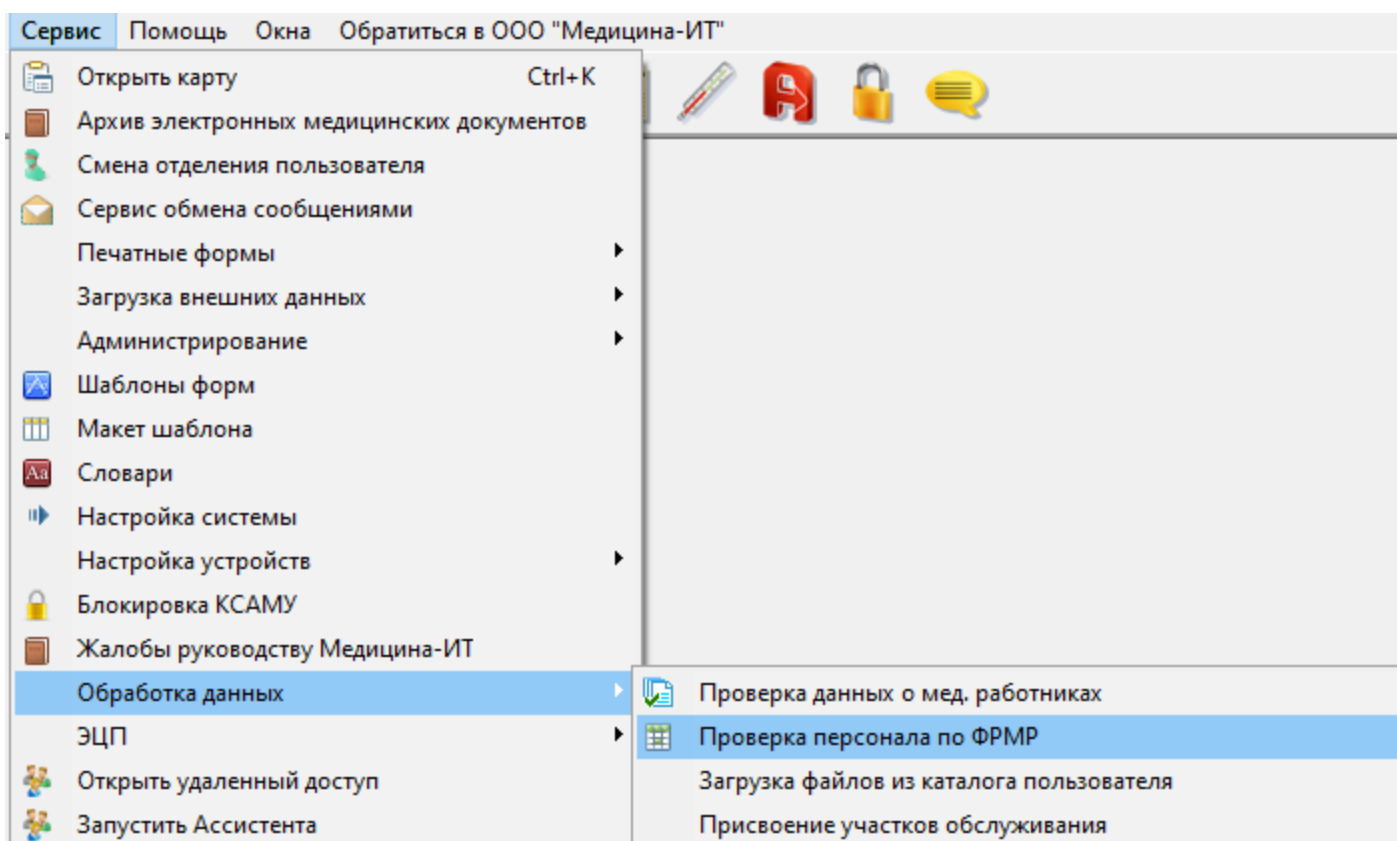 Сервис Помощь Окна Обратиться в ООО "Медицина-ИТ"
Открыть карту Ctrl+K
Архив электронных медицинских документов
Смена отделения пользователя
Сервис обмена сообщениями
Печатные формы
Загрузка внешних данных
Администрирование
Шаблоны форм
Макет шаблона
Aa Словари
Настройка системы
Настройка устройств
Блокировка КСАМУ
Жалобы руководству Медицина-ИТ
Обработка данных
Проверка данных о мед. работниках
ЭЦП
Проверка персонала по ФРМР
Открыть удаленный доступ
Загрузка файлов из каталога пользователя
Запустить Ассистента
Присвоение участков обслуживания